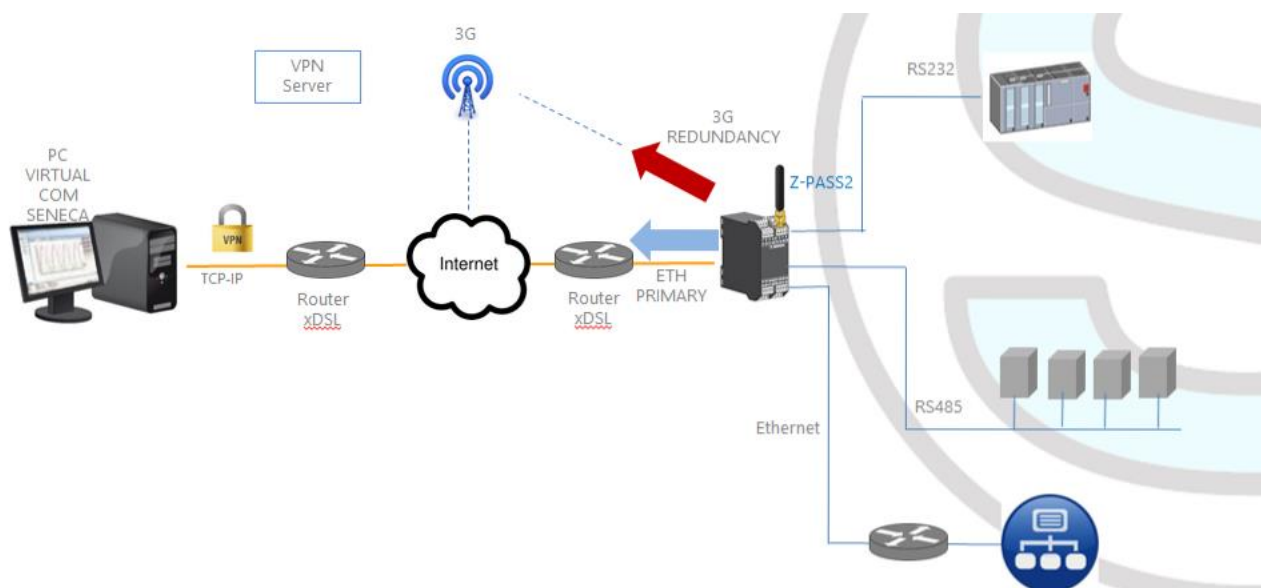 3G
VPN
Server
RS232
3G
REDUNDANCY
PC
VIRTUAL
COM
SENECA
Z-PASS2
VPN
TCP-IP
Internet
Router
xDSL
Router
xDSL
ETH
PRIMARY
RS485
Ethernet